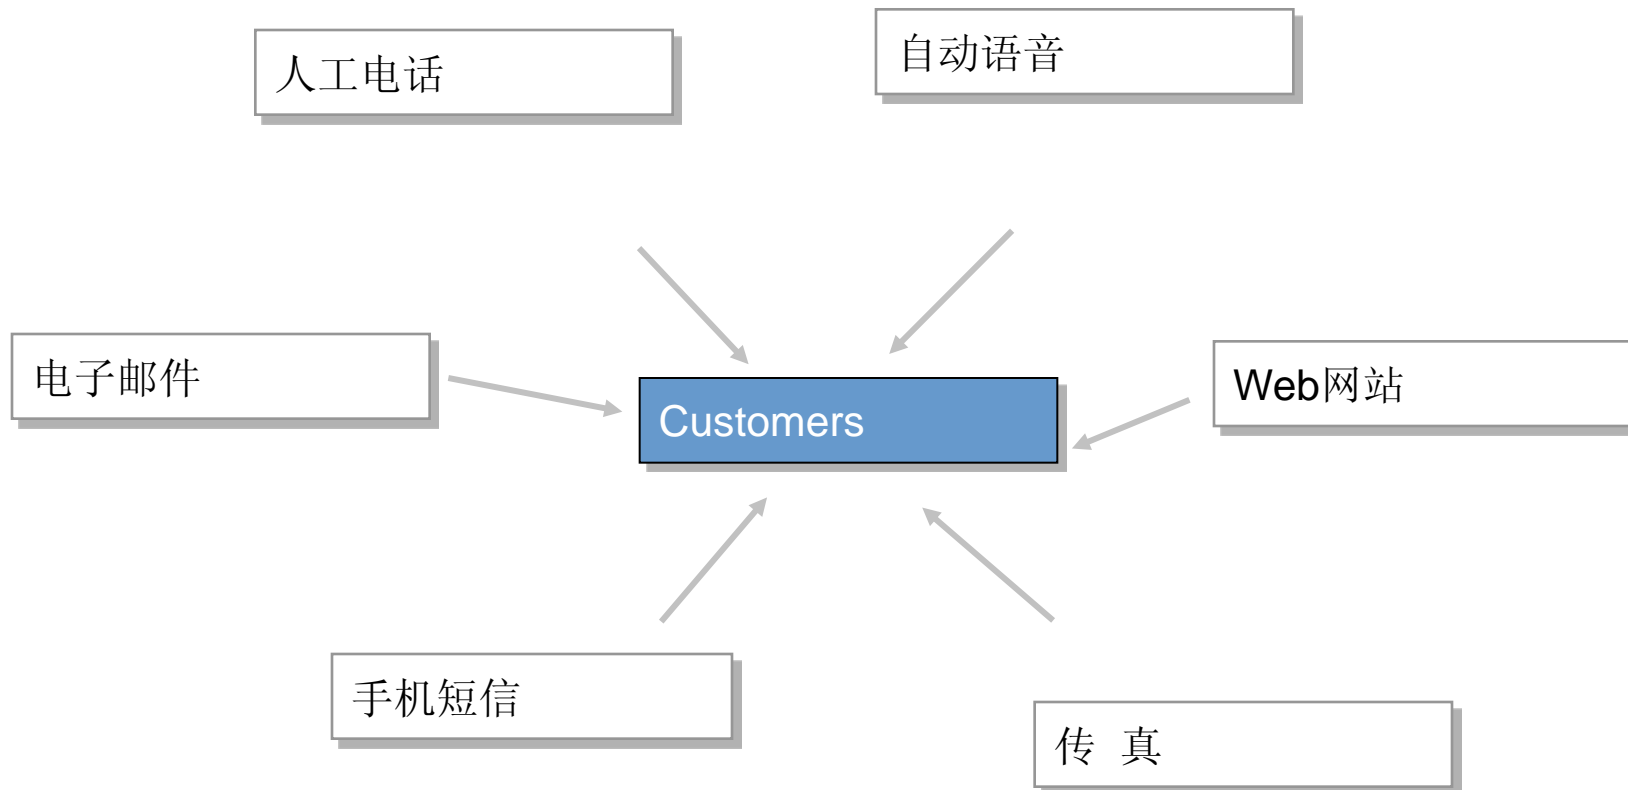 人工电话
自动语音
电子邮件
Customers
Web网站
手机短信
传 真